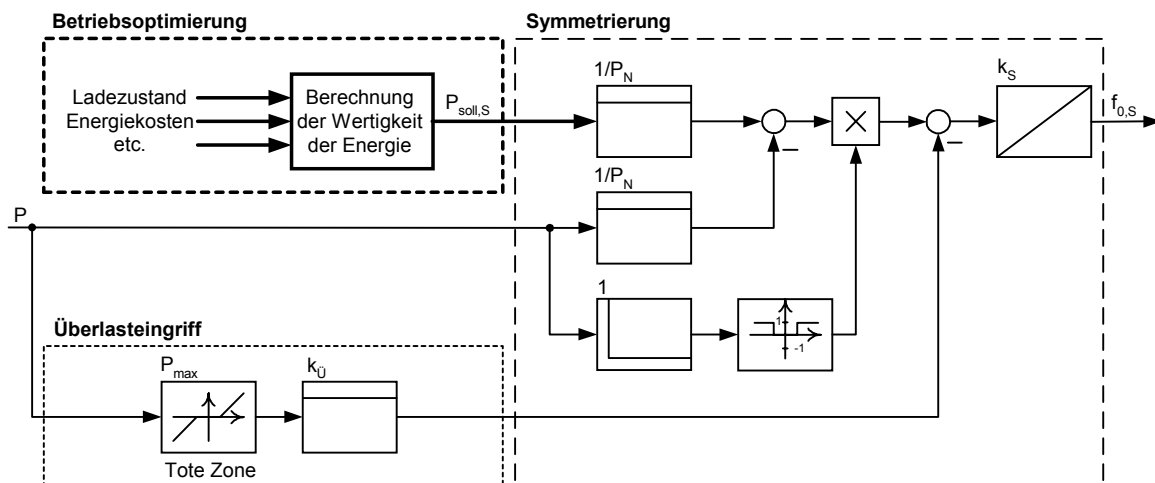 Betriebsoptimierung
Symmetrierung
Ladezustand
Energiekosten
etc.
Berechnung
der Wertigkeit
der Energie
P_soll,S
1/P_N
k_S
f_0,S
1/P_N
P
1
1
-1
Überlasteingriff
P_max
k_Ü
Tote Zone